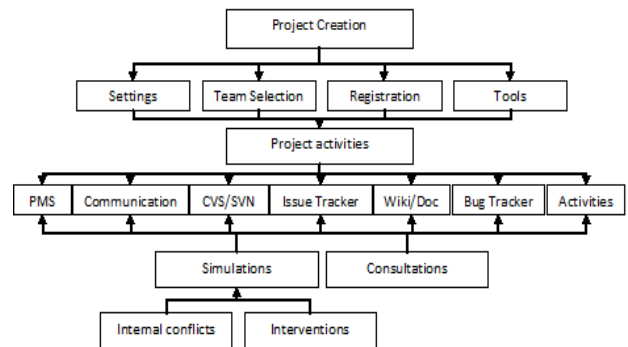 Project Creation
Settings
Team Selection
Registration
Tools
Project activities
PMS
Communication
CVS/SVN
Issue Tracker
Wiki/Doc
Bug Tracker
Activities
Simulations
Consultations
Internal conflicts
Interventions